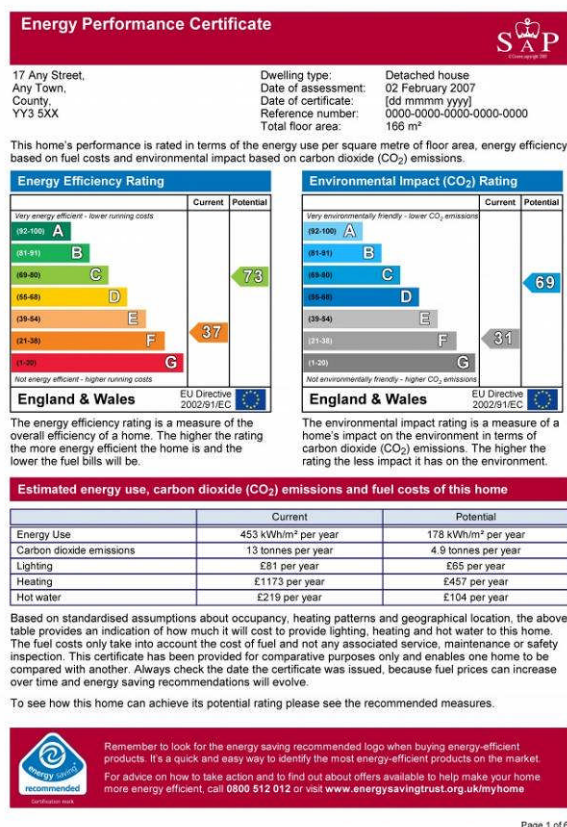 Energy Performance Certificate
SAP
17 Any Street,
Any Town,
County,
YY3 5XX
Dwelling type: Detached house
Date of assessment: 02 February 2007
Date of certificate: [dd mmmm yyyy]
Reference number: 0000-0000-0000-0000-0000
Total floor area: 166 m²
This home's performance is rated in terms of the energy use per square metre of floor area, energy efficiency
based on fuel costs and environmental impact based on carbon dioxide (CO2) emissions.
Energy Efficiency Rating
Current Potential
Very energy efficient - lower running costs
(92-100) A
(81-91) B
(69-80) C
(55-68) D
(39-54) E
(21-38) F
(1-20) G
73
37
Not energy efficient - higher running costs
England & Wales
EU Directive
2002/91/EC
Environmental Impact (CO2) Rating
Current Potential
Very environmentally friendly - lower CO2 emissions
(92-100) A
(81-91) B
(69-80) C
(55-68) D
(39-54) E
(21-38) F
(1-20) G
69
31
Not environmentally friendly - higher CO2 emissions
England & Wales
EU Directive
2002/91/EC
The energy efficiency rating is a measure of the
overall efficiency of a home. The higher the rating
the more energy efficient the home is and the
lower the fuel bills will be.
The environmental impact rating is a measure of a
home's impact on the environment in terms of
carbon dioxide (CO2) emissions. The higher the
rating the less impact it has on the environment.
Estimated energy use, carbon dioxide (CO2) emissions and fuel costs of this home
Current Potential
Energy Use 453 kWh/m² per year 178 kWh/m² per year
Carbon dioxide emissions 13 tonnes per year 4.9 tonnes per year
Lighting £81 per year £65 per year
Heating £1173 per year £457 per year
Hot water £219 per year £104 per year
Based on standardised assumptions about occupancy, heating patterns and geographical location, the above
table provides an indication of how much it will cost to provide lighting, heating and hot water to this home.
The fuel costs only take into account the cost of fuel and not any associated service, maintenance or safety
inspection. This certificate has been provided for comparative purposes only and enables one home to be
compared with another. Always check the date the certificate was issued, because fuel prices can increase
over time and energy saving recommendations will evolve.
To see how this home can achieve its potential rating please see the recommended measures.
energy saving
recommended
Certification mark
Remember to look for the energy saving recommended logo when buying energy-efficient
products. It's a quick and easy way to identify the most energy-efficient products on the market.
For advice on how to take action and to find out about offers available to help make your home
more energy efficient, call 0800 512 012 or visit www.energysavingtrust.org.uk/myhome
Page 1 of 6